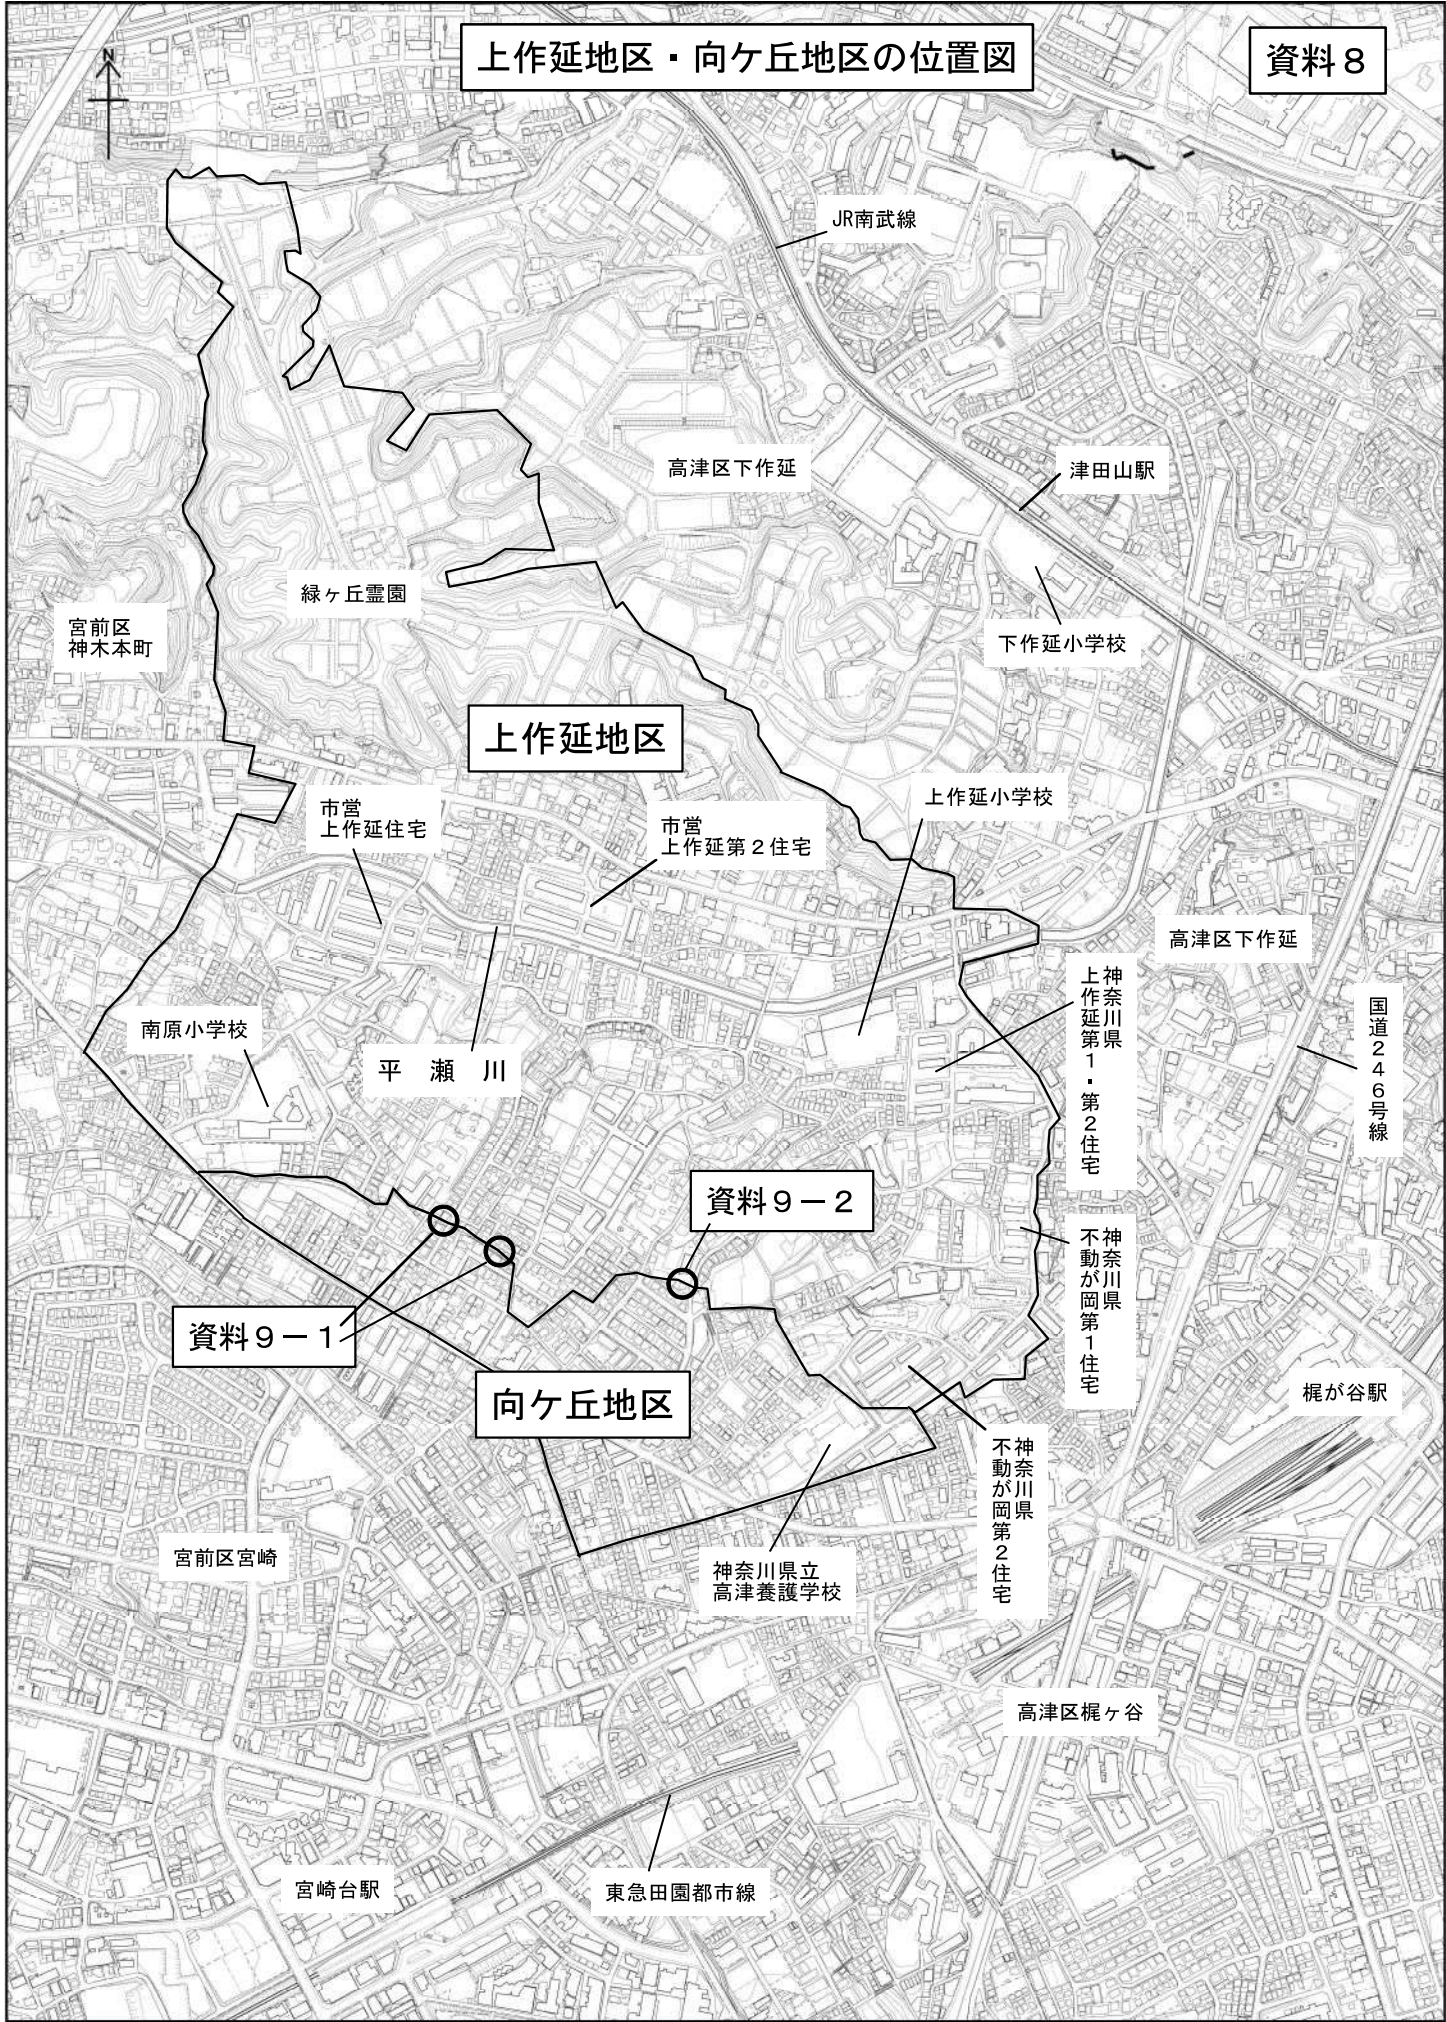 上作延地区・向ケ丘地区の位置図
資料８
N
JR南武線
高津区下作延
津田山駅
緑ヶ丘霊園
宮前区
神木本町
下作延小学校
上作延地区
市営
上作延住宅
市営
上作延第２住宅
上作延小学校
高津区下作延
神奈川県
上作延第１・第２住宅
国道２４６号線
南原小学校
平　瀬　川
資料９－２
神奈川県
不動が岡第１住宅
資料９－１
向ケ丘地区
梶が谷駅
神奈川県
不動が岡第２住宅
宮前区宮崎
神奈川県立
高津養護学校
高津区梶ヶ谷
宮崎台駅
東急田園都市線